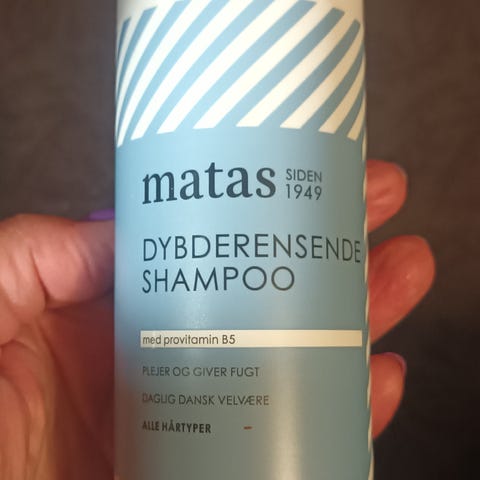 matas SIDEN 1949
DYBDERENSENDE
SHAMPOO
med provitamin B5
PLEJER OG GIVER FUGT
DAGLIG DANSK VELVÆRE
ALLE HÅRTYPER